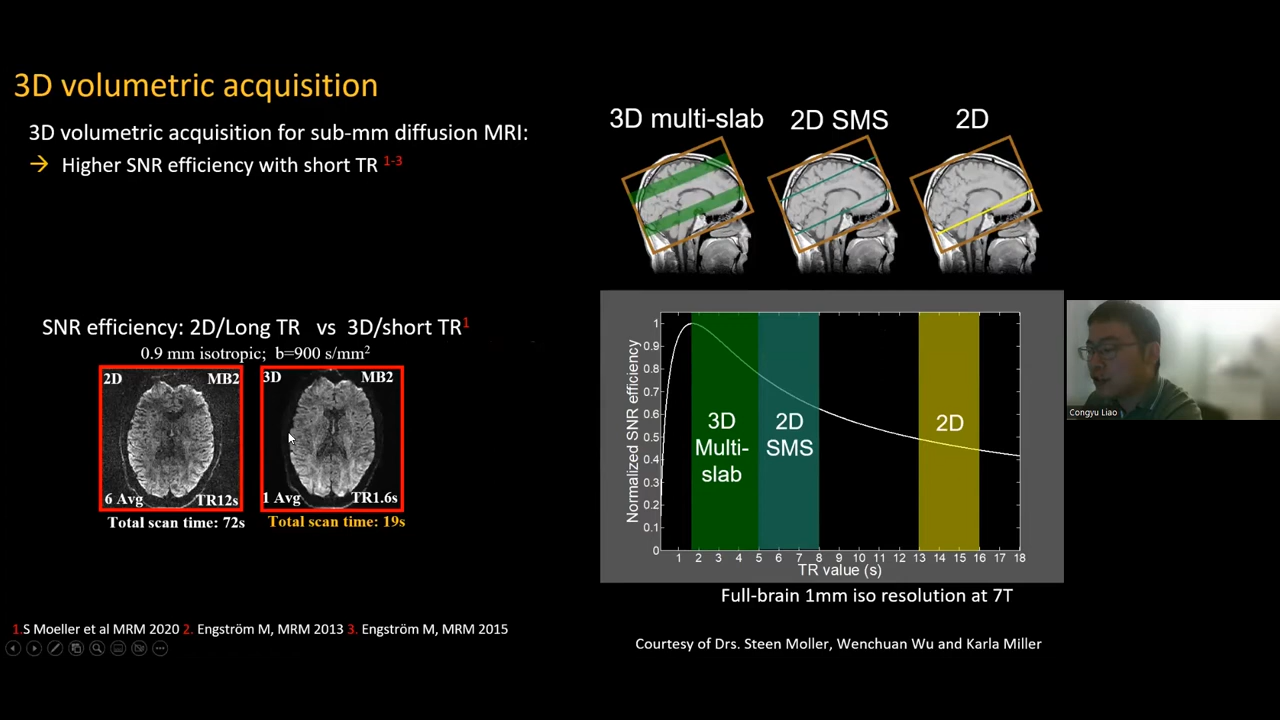 3D volumetric acquisition
3D volumetric acquisition for sub-mm diffusion MRI:
→ Higher SNR efficiency with short TR 1-3
SNR efficiency: 2D/Long TR vs 3D/short TR1
0.9 mm isotropic; b=900 s/mm2
2D MB2
6 Avg TR12s
3D MB2
1 Avg TR1.6s
Total scan time: 72s
Total scan time: 19s
1.S Moeller et al MRM 2020 2. Engström M, MRM 2013 3. Engström M, MRM 2015
3D multi-slab 2D SMS 2D
Normalized SNR efficiency
1
0.9
0.8
0.7
0.6
0.5
0.4
0.3
0.2
0.1
0
3D
Multi-
slab
2D
SMS
2D
1 2 3 4 5 6 7 8 9 10 11 12 13 14 15 16 17 18
TR value (s)
Full-brain 1mm iso resolution at 7T
Courtesy of Drs. Steen Moller, Wenchuan Wu and Karla Miller
Congyu Liao